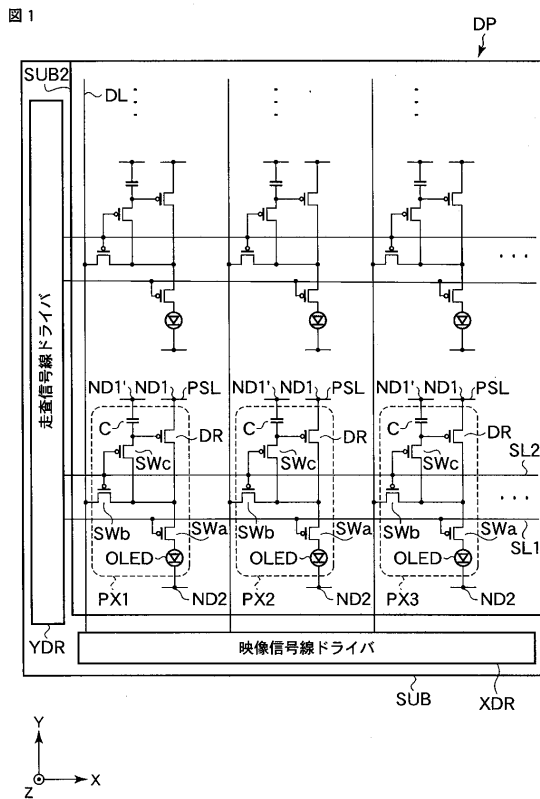 図1
DP
SUB2
DL
走査信号線ドライバ
ND1' ND1 PSL ND1' ND1 PSL ND1' ND1 PSL
C DR C DR C DR
SWc SWc SWc SL2
SWb SWa SWb SWa SWb SWa
SL1
OLED OLED OLED
PX1 ND2 PX2 ND2 PX3 ND2
YDR
映像信号線ドライバ
SUB XDR
Y
Z X